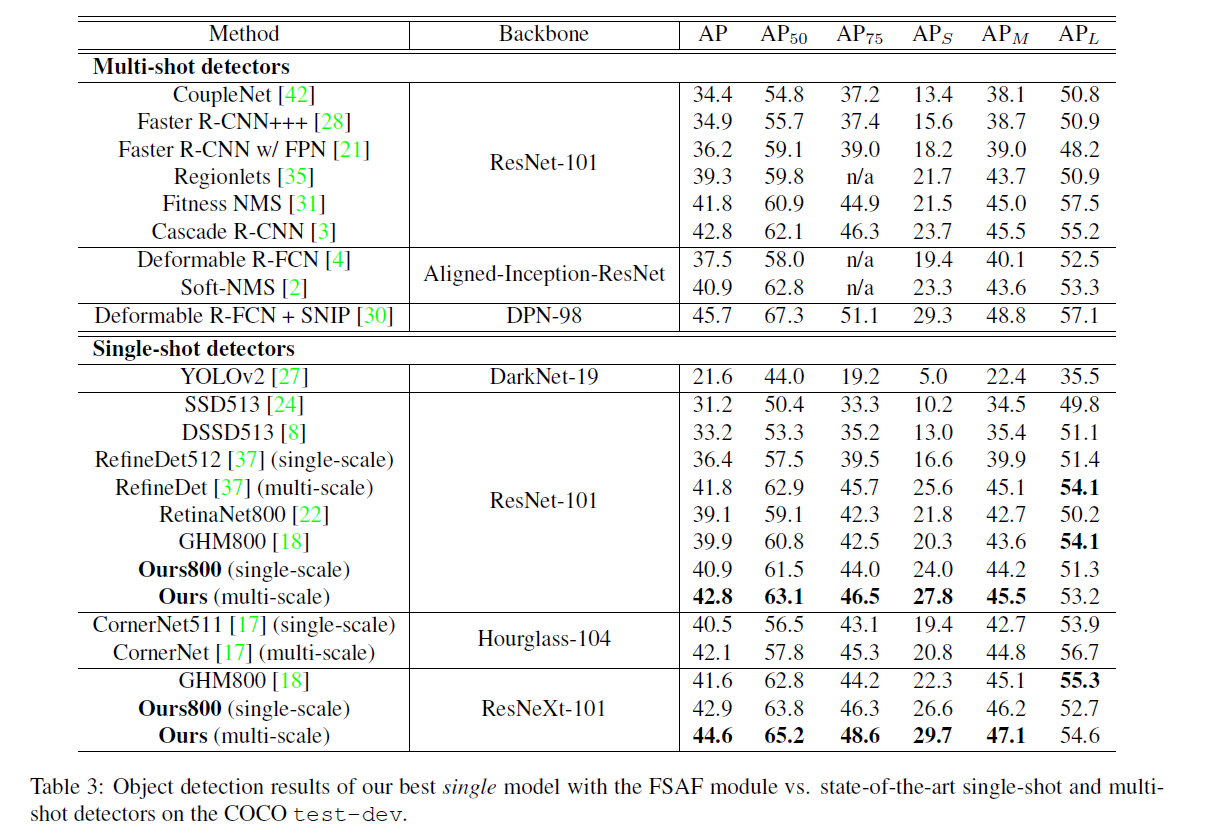 Method Backbone AP AP50 AP75 APS APM APL
Multi-shot detectors
CoupleNet [42] 34.4 54.8 37.2 13.4 38.1 50.8
Faster R-CNN+++ [28] 34.9 55.7 37.4 15.6 38.7 50.9
Faster R-CNN w/ FPN [21] 36.2 59.1 39.0 18.2 39.0 48.2
ResNet-101
Regionlets [35] 39.3 59.8 n/a 21.7 43.7 50.9
Fitness NMS [31] 41.8 60.9 44.9 21.5 45.0 57.5
Cascade R-CNN [3] 42.8 62.1 46.3 23.7 45.5 55.2
Deformable R-FCN [4] 37.5 58.0 n/a 19.4 40.1 52.5
Aligned-Inception-ResNet
Soft-NMS [2] 40.9 62.8 n/a 23.3 43.6 53.3
Deformable R-FCN + SNIP [30] DPN-98 45.7 67.3 51.1 29.3 48.8 57.1
Single-shot detectors
YOLOv2 [27] DarkNet-19 21.6 44.0 19.2 5.0 22.4 35.5
SSD513 [24] 31.2 50.4 33.3 10.2 34.5 49.8
DSSD513 [8] 33.2 53.3 35.2 13.0 35.4 51.1
RefineDet512 [37] (single-scale) 36.4 57.5 39.5 16.6 39.9 51.4
RefineDet [37] (multi-scale) 41.8 62.9 45.7 25.6 45.1 54.1
ResNet-101
RetinaNet800 [22] 39.1 59.1 42.3 21.8 42.7 50.2
GHM800 [18] 39.9 60.8 42.5 20.3 43.6 54.1
Ours800 (single-scale) 40.9 61.5 44.0 24.0 44.2 51.3
Ours (multi-scale) 42.8 63.1 46.5 27.8 45.5 53.2
CornerNet511 [17] (single-scale) 40.5 56.5 43.1 19.4 42.7 53.9
Hourglass-104
CornerNet [17] (multi-scale) 42.1 57.8 45.3 20.8 44.8 56.7
GHM800 [18] 41.6 62.8 44.2 22.3 45.1 55.3
Ours800 (single-scale) ResNeXt-101 42.9 63.8 46.3 26.6 46.2 52.7
Ours (multi-scale) 44.6 65.2 48.6 29.7 47.1 54.6
Table 3: Object detection results of our best single model with the FSAF module vs. state-of-the-art single-shot and multi-
shot detectors on the COCO test-dev.